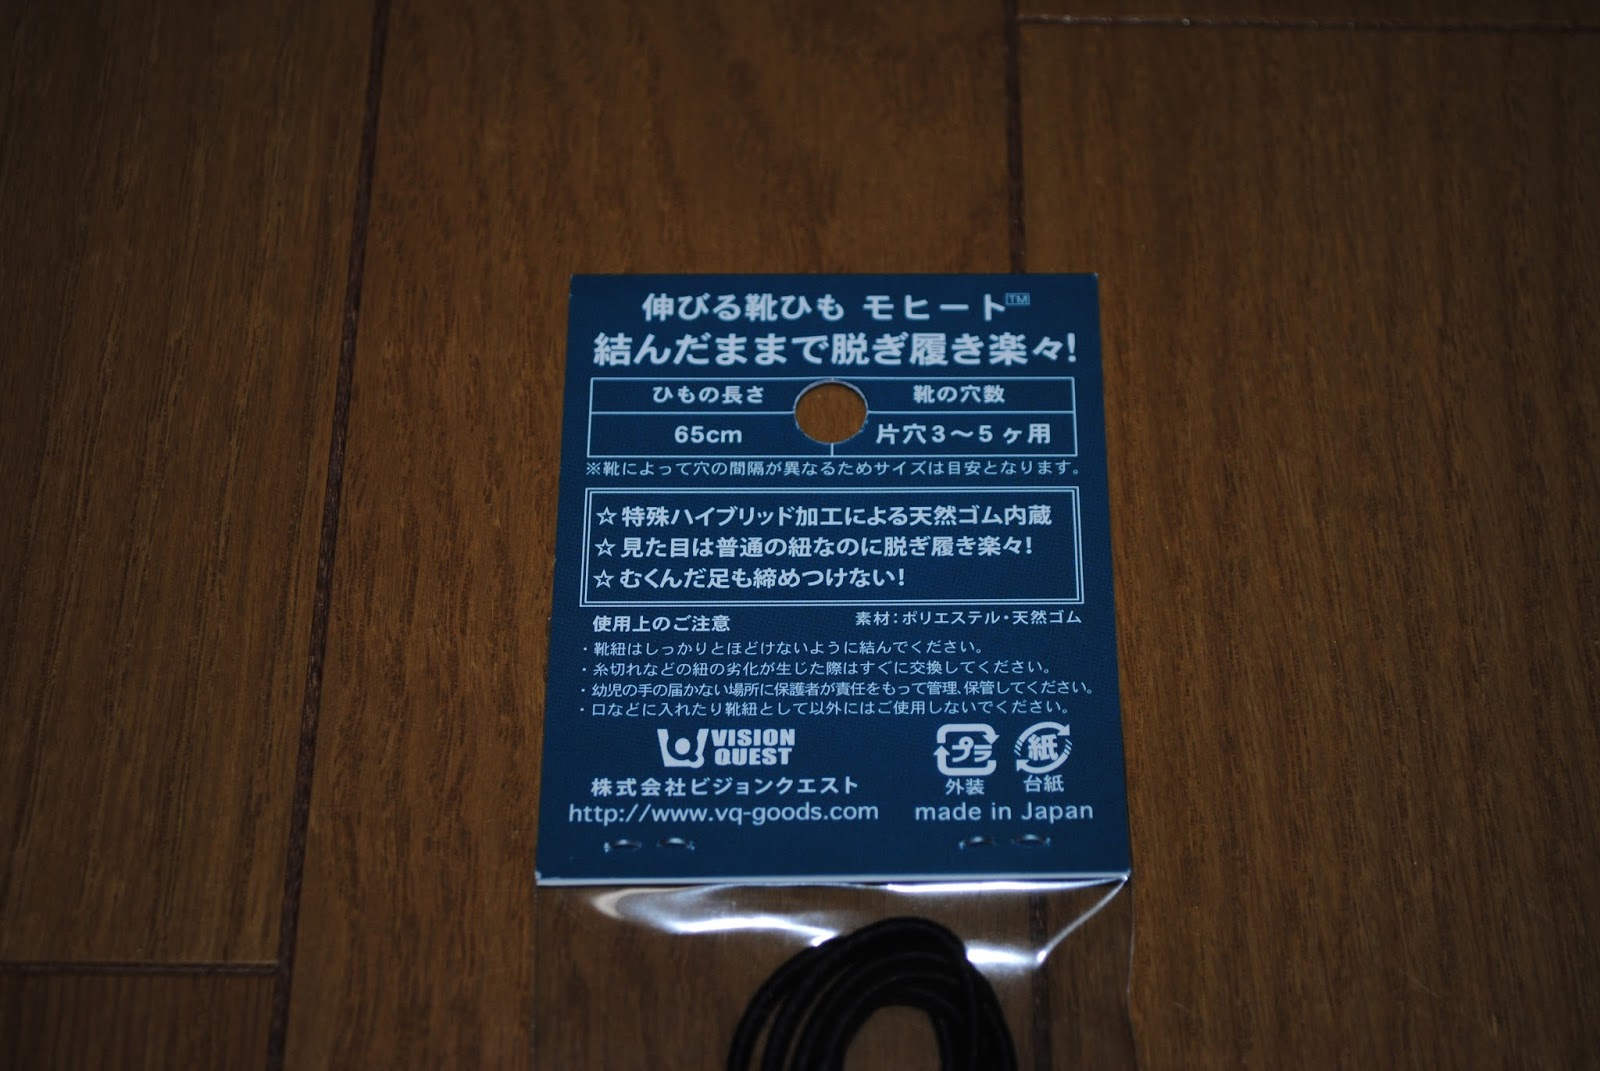 伸びる靴ひも モヒート™
結んだままで脱ぎ履き楽々!
ひもの長さ 靴の穴数
65cm 片穴3～5ヶ用
※靴によって穴の間隔が異なるためサイズは目安となります。
☆特殊ハイブリッド加工による天然ゴム内蔵
☆見た目は普通の紐なのに脱ぎ履き楽々!
☆むくんだ足も締めつけない!
使用上のご注意 素材：ポリエステル・天然ゴム
・靴紐はしっかりとほどけないように結んでください。
・糸切れなどの紐の劣化が生じた際はすぐに交換してください。
・幼児の手の届かない場所に保護者が責任をもって管理、保管してください。
・口などに入れたり靴紐として以外にはご使用しないでください。
VISION
QUEST
プラ 紙
外装 台紙
株式会社ビジョンクエスト
http://www.vq-goods.com made in Japan